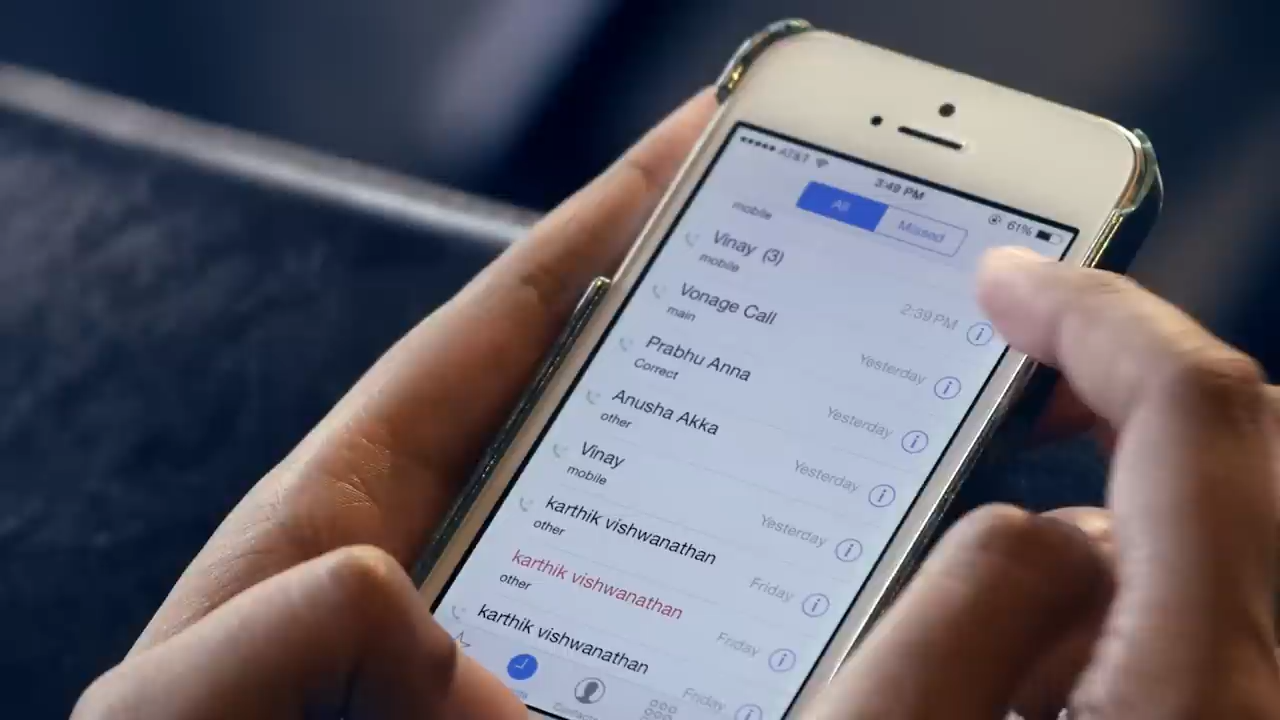 AT&T
3:49 PM
61%
All
Missed
mobile
Vinay (3)
mobile
2:39 PM
Vonage Call
main
Yesterday
Prabhu Anna
Correct
Yesterday
Anusha Akka
other
Yesterday
Vinay
mobile
Yesterday
karthik vishwanathan
other
Friday
karthik vishwanathan
other
Friday
karthik vishwanathan
Friday